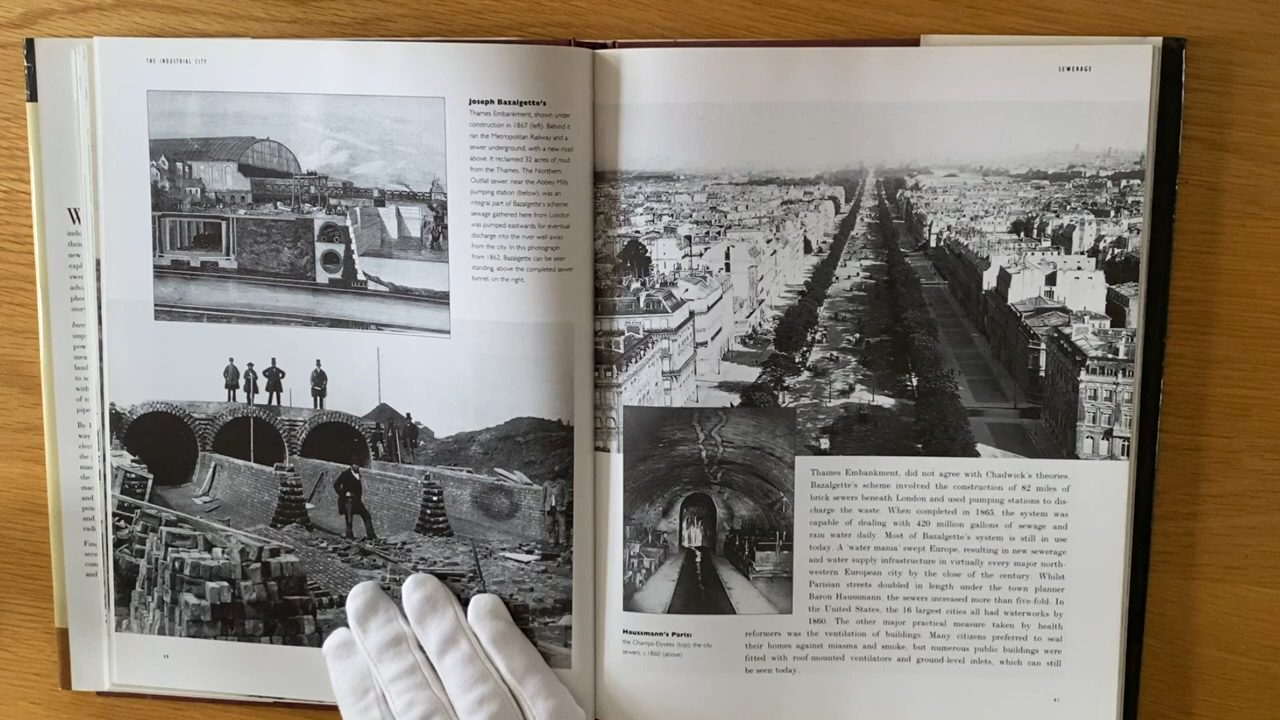 THE INDUSTRIAL CITY
Joseph Bazalgette's
Thames Embankment, shown under
construction in 1867 (left). Behind it
ran the Metropolitan Railway and a
sewer underground, with a new road
above. It reclaimed 32 acres of mud
from the Thames. The Northern
Outfall sewer, near the Abbey Mills
pumping station (below), was an
integral part of Bazalgette's scheme:
sewage gathered here from London
was pumped eastwards for eventual
discharge into the river well away
from the city. In this photograph
from 1862, Bazalgette can be seen
standing above the completed sewer
tunnel, on the right.
SEWERAGE
Thames Embankment, did not agree with Chadwick's theories.
Bazalgette's scheme involved the construction of 82 miles of
brick sewers beneath London and used pumping stations to dis-
charge the waste. When completed in 1865, the system was
capable of dealing with 420 million gallons of sewage and
rain water daily. Most of Bazalgette's system is still in use
today. A 'water mania' swept Europe, resulting in new sewerage
and water supply infrastructure in virtually every major north-
western European city by the close of the century. Whilst
Parisian streets doubled in length under the town planner
Baron Haussmann, the sewers increased more than five-fold. In
the United States, the 16 largest cities all had waterworks by
1860. The other major practical measure taken by health
reformers was the ventilation of buildings. Many citizens preferred to seal
their homes against miasma and smoke, but numerous public buildings were
fitted with roof-mounted ventilators and ground-level inlets, which can still
be seen today.
Haussmann's Paris:
the Champs-Elysées (top); the city
sewers, c.1860 (above)